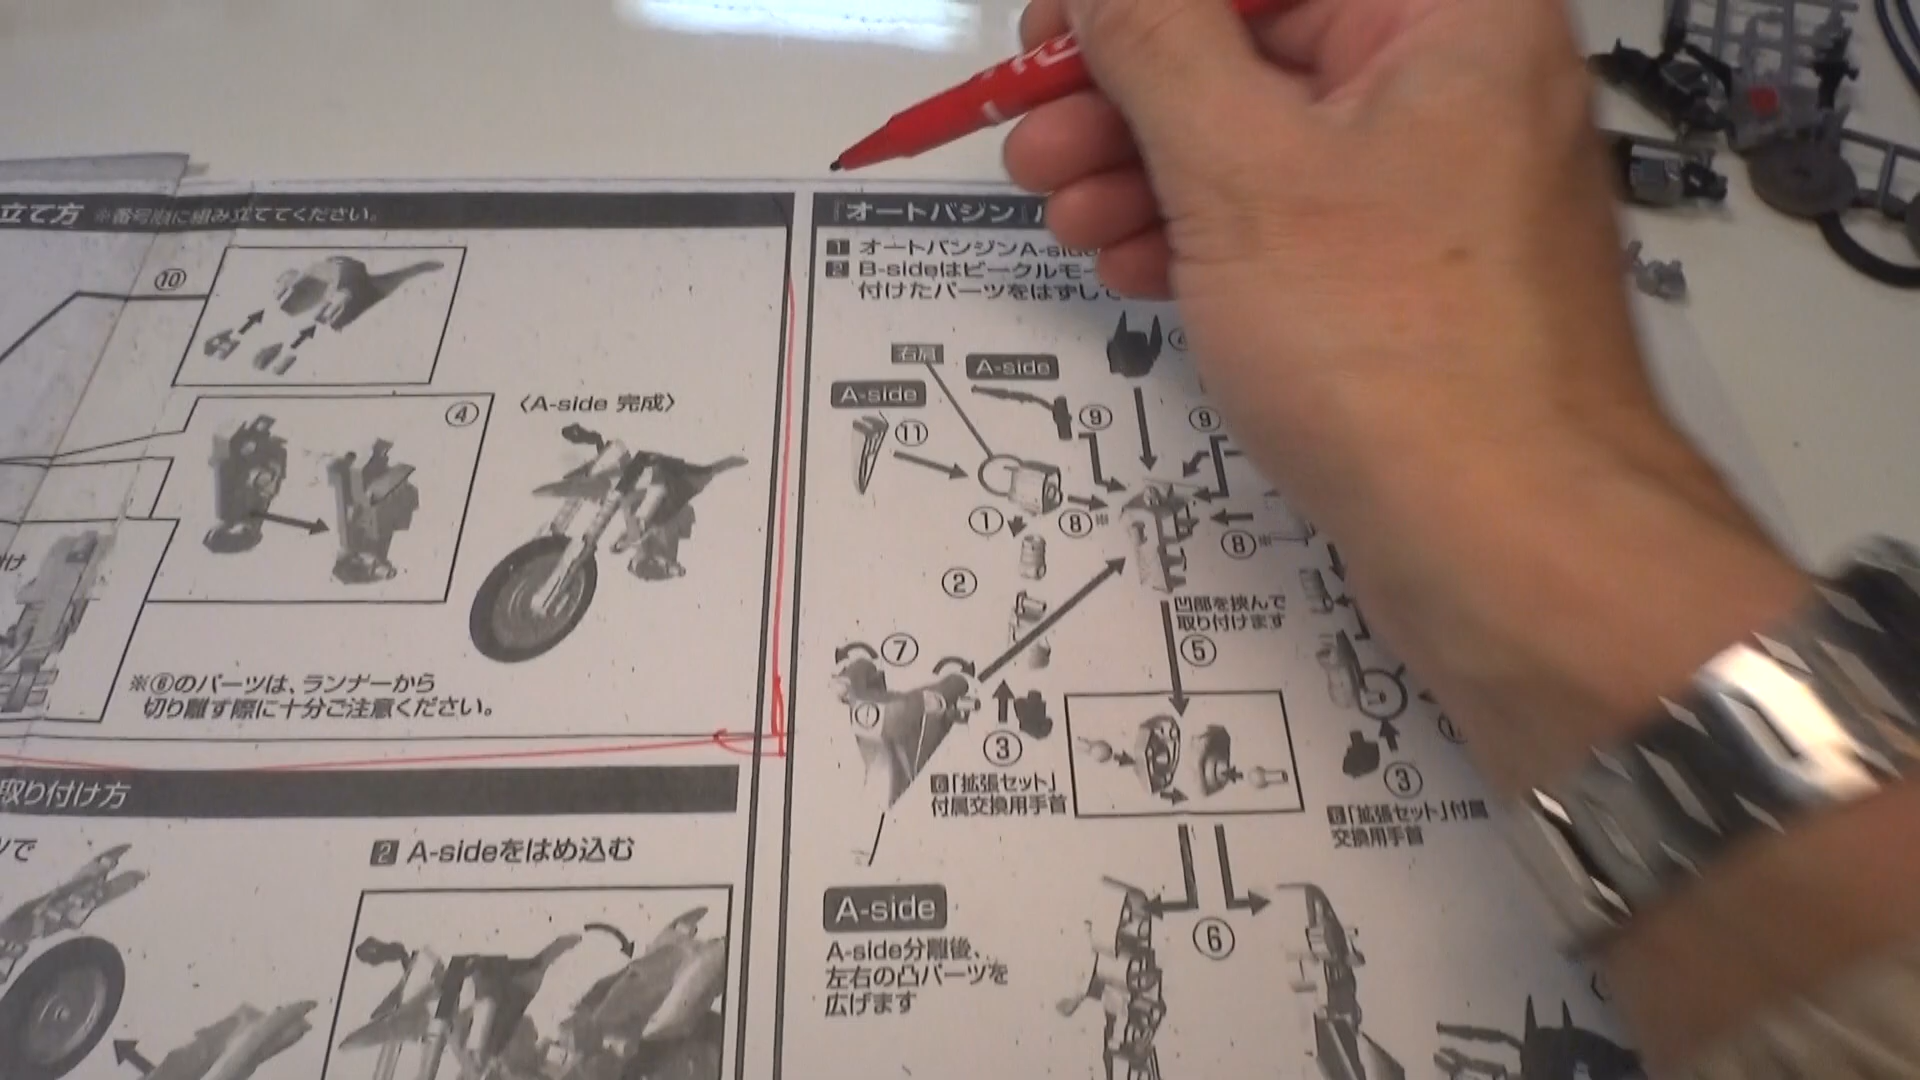 立て方 ※番号順に組み立ててください。
⑩
④
〈A-side 完成〉
付け
※⑥のパーツは、ランナーから
切り離す際に十分ご注意ください。
取り付け方
ツで
2 A-sideをはめ込む
『オートバジン』
1 オートバンジンA-side
2 B-sideはビークルモー
付けたパーツをはずして
右肩
A-side
A-side
⑪
⑨
⑨
①
⑧※
⑧※
②
凹部を挟んで
取り付けます
⑤
⑦
③
「拡張セット」
付属交換用手首
③
「拡張セット」付属
交換用手首
⑥
A-side
A-side分離後、
左右の凸パーツを
広げます